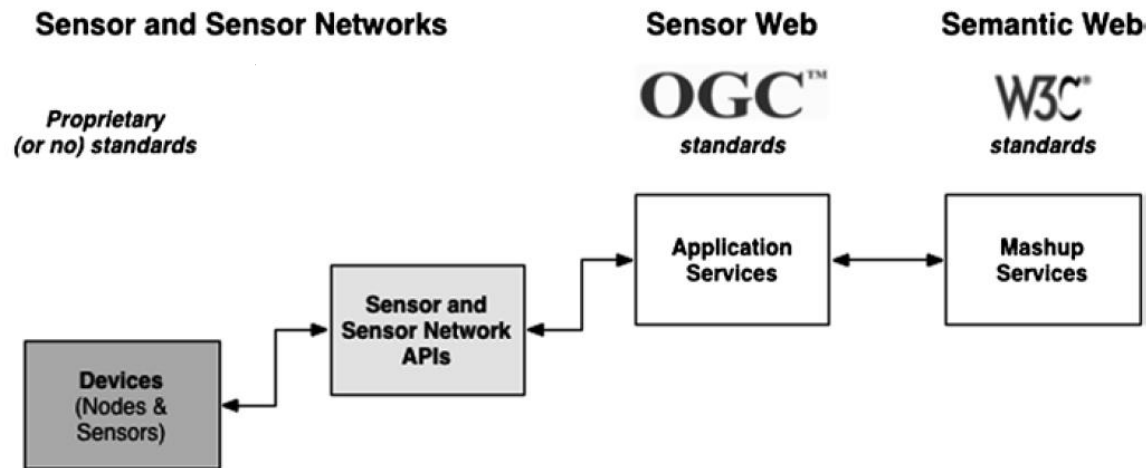 Sensor and Sensor Networks
Sensor Web
Semantic Web
OGC™
W3C®
Proprietary
(or no) standards
standards
standards
Application
Services
Mashup
Services
Sensor and
Sensor Network
APIs
Devices
(Nodes &
Sensors)